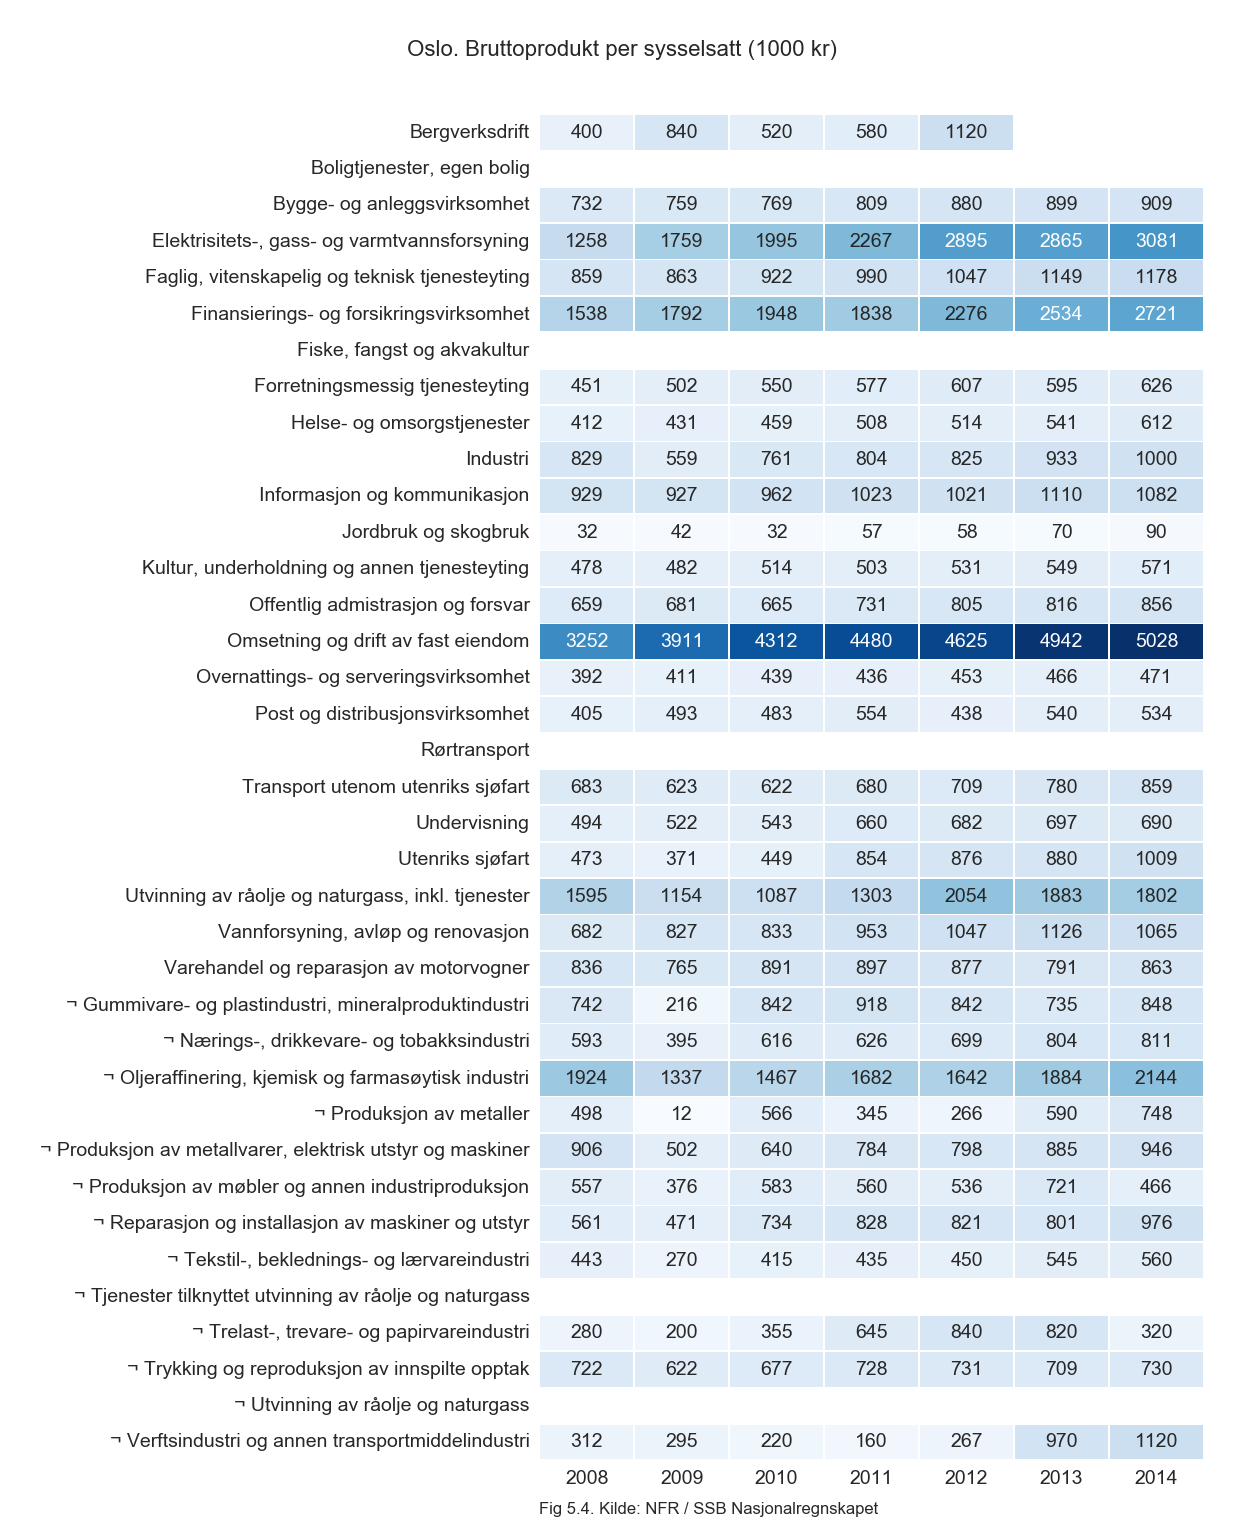 Oslo. Bruttoprodukt per sysselsatt (1000 kr)
Bergverksdrift 400 840 520 580 1120
Boligtjenester, egen bolig
Bygge- og anleggsvirksomhet 732 759 769 809 880 899 909
Elektrisitets-, gass- og varmtvannsforsyning 1258 1759 1995 2267 2895 2865 3081
Faglig, vitenskapelig og teknisk tjenesteyting 859 863 922 990 1047 1149 1178
Finansierings- og forsikringsvirksomhet 1538 1792 1948 1838 2276 2534 2721
Fiske, fangst og akvakultur
Forretningsmessig tjenesteyting 451 502 550 577 607 595 626
Helse- og omsorgstjenester 412 431 459 508 514 541 612
Industri 829 559 761 804 825 933 1000
Informasjon og kommunikasjon 929 927 962 1023 1021 1110 1082
Jordbruk og skogbruk 32 42 32 57 58 70 90
Kultur, underholdning og annen tjenesteyting 478 482 514 503 531 549 571
Offentlig admistrasjon og forsvar 659 681 665 731 805 816 856
Omsetning og drift av fast eiendom 3252 3911 4312 4480 4625 4942 5028
Overnattings- og serveringsvirksomhet 392 411 439 436 453 466 471
Post og distribusjonsvirksomhet 405 493 483 554 438 540 534
Rørtransport
Transport utenom utenriks sjøfart 683 623 622 680 709 780 859
Undervisning 494 522 543 660 682 697 690
Utenriks sjøfart 473 371 449 854 876 880 1009
Utvinning av råolje og naturgass, inkl. tjenester 1595 1154 1087 1303 2054 1883 1802
Vannforsyning, avløp og renovasjon 682 827 833 953 1047 1126 1065
Varehandel og reparasjon av motorvogner 836 765 891 897 877 791 863
¬ Gummivare- og plastindustri, mineralproduktindustri 742 216 842 918 842 735 848
¬ Nærings-, drikkevare- og tobakksindustri 593 395 616 626 699 804 811
¬ Oljeraffinering, kjemisk og farmasøytisk industri 1924 1337 1467 1682 1642 1884 2144
¬ Produksjon av metaller 498 12 566 345 266 590 748
¬ Produksjon av metallvarer, elektrisk utstyr og maskiner 906 502 640 784 798 885 946
¬ Produksjon av møbler og annen industriproduksjon 557 376 583 560 536 721 466
¬ Reparasjon og installasjon av maskiner og utstyr 561 471 734 828 821 801 976
¬ Tekstil-, beklednings- og lærvareindustri 443 270 415 435 450 545 560
¬ Tjenester tilknyttet utvinning av råolje og naturgass
¬ Trelast-, trevare- og papirvareindustri 280 200 355 645 840 820 320
¬ Trykking og reproduksjon av innspilte opptak 722 622 677 728 731 709 730
¬ Utvinning av råolje og naturgass
¬ Verftsindustri og annen transportmiddelindustri 312 295 220 160 267 970 1120
2008 2009 2010 2011 2012 2013 2014
Fig 5.4. Kilde: NFR / SSB Nasjonalregnskapet